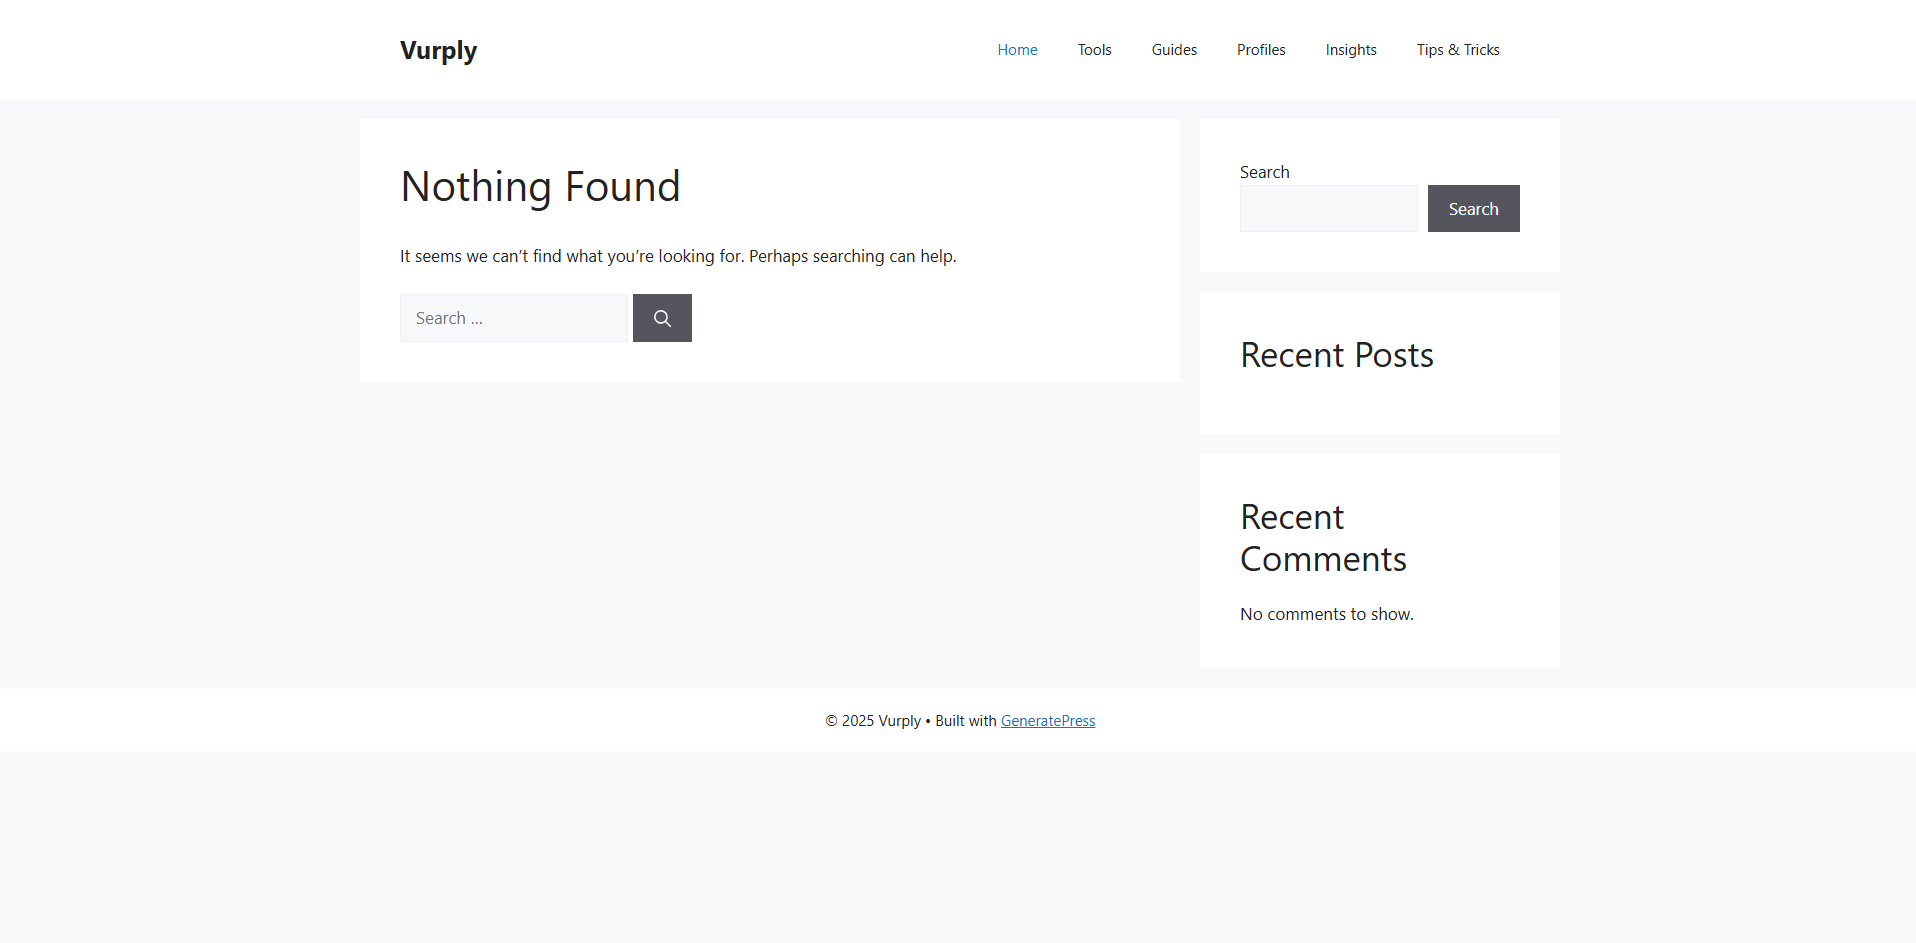 Vurply
Home Tools Guides Profiles Insights Tips & Tricks
Nothing Found
It seems we can’t find what you’re looking for. Perhaps searching can help.
Search …
Search
Search
Recent Posts
Recent
Comments
No comments to show.
© 2025 Vurply • Built with GeneratePress